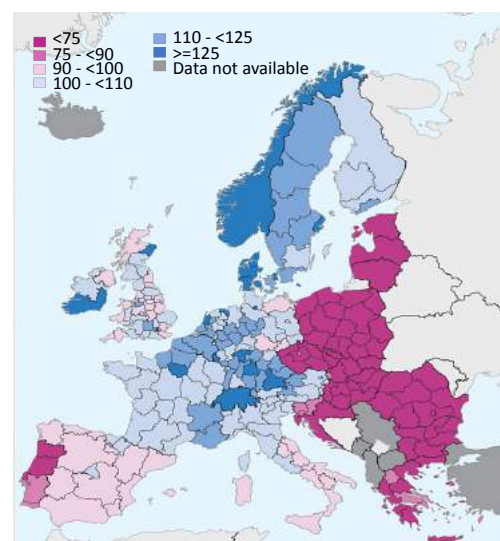 <75
75 - <90
90 - <100
100 - <110
110 - <125
>=125
Data not available